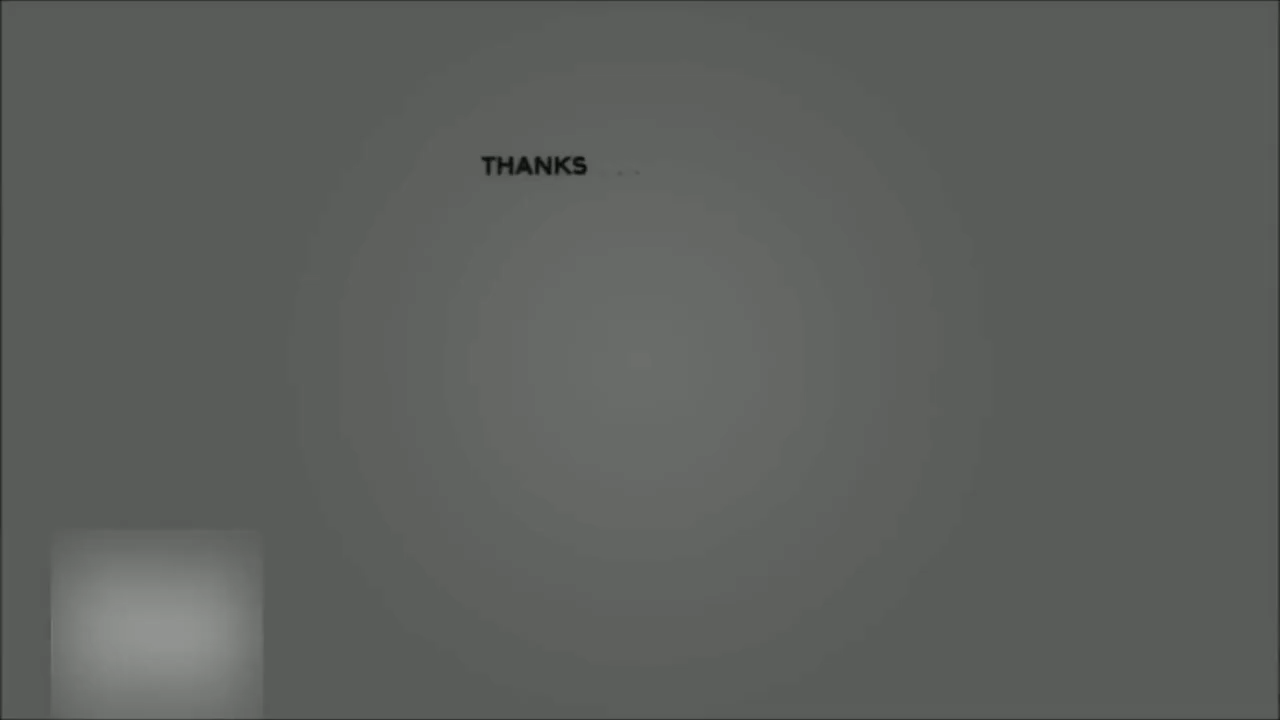 THANKS . . .